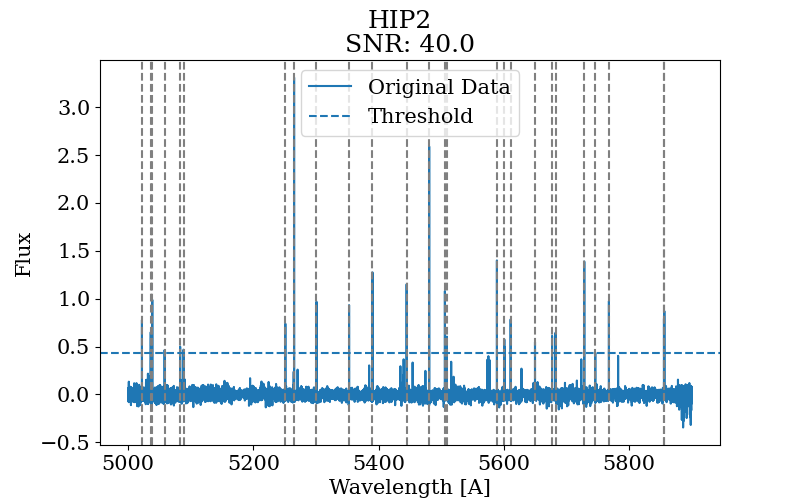 HIP2
SNR: 40.0
Original Data
Threshold
Flux
3.0
2.5
2.0
1.5
1.0
0.5
0.0
−0.5
5000 5200 5400 5600 5800
Wavelength [A]